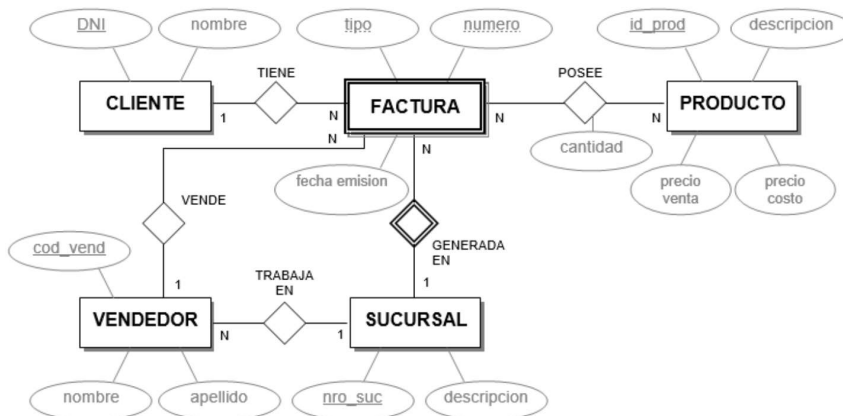 DNI
nombre
tipo
numero
id_prod
descripcion
TIENE
POSEE
CLIENTE
FACTURA
PRODUCTO
1
N
N
N
N
N
fecha emision
cantidad
precio
venta
precio
costo
VENDE
GENERADA
EN
cod_vend
TRABAJA
EN
1
1
VENDEDOR
SUCURSAL
N
1
nombre
apellido
nro_suc
descripcion